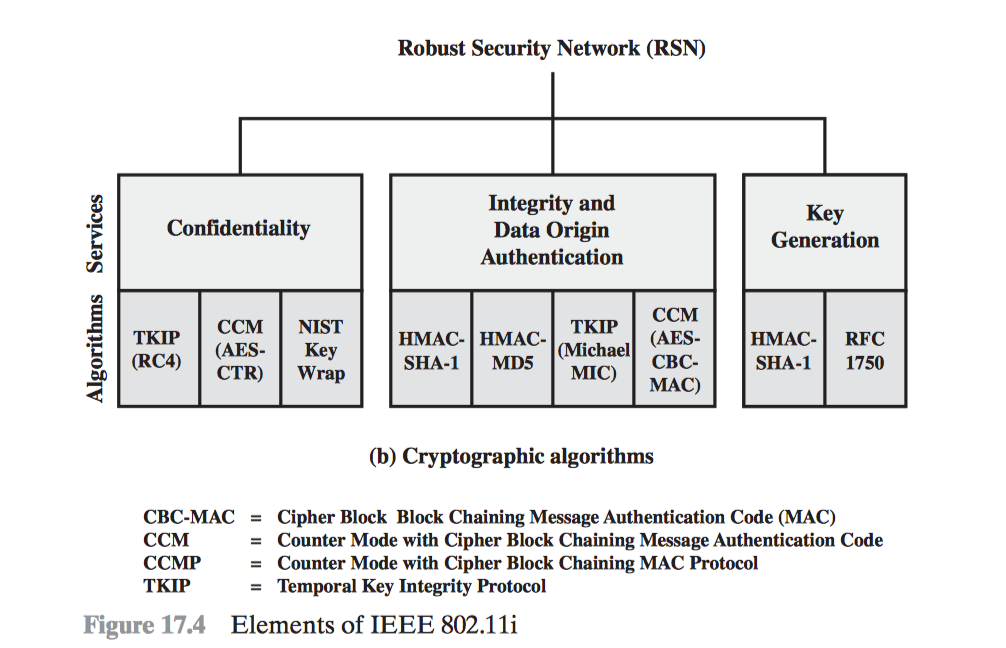 Robust Security Network (RSN)
Services
Confidentiality
Integrity and
Data Origin
Authentication
Key
Generation
Algorithms
TKIP
(RC4)
CCM
(AES-
CTR)
NIST
Key
Wrap
HMAC-
SHA-1
HMAC-
MD5
TKIP
(Michael
MIC)
CCM
(AES-
CBC-
MAC)
HMAC-
SHA-1
RFC
1750
(b) Cryptographic algorithms
CBC-MAC = Cipher Block Block Chaining Message Authentication Code (MAC)
CCM = Counter Mode with Cipher Block Chaining Message Authentication Code
CCMP = Counter Mode with Cipher Block Chaining MAC Protocol
TKIP = Temporal Key Integrity Protocol
Figure 17.4 Elements of IEEE 802.11i